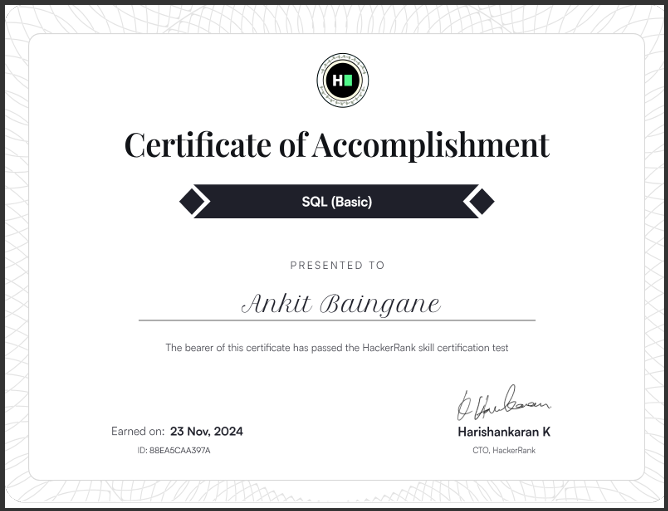 H
Certificate of Accomplishment
SQL (Basic)
PRESENTED TO
Ankit Baingane
The bearer of this certificate has passed the HackerRank skill certification test
Earned on: 23 Nov, 2024
ID: 88EA5CAA397A
Harishankaran K
CTO, HackerRank